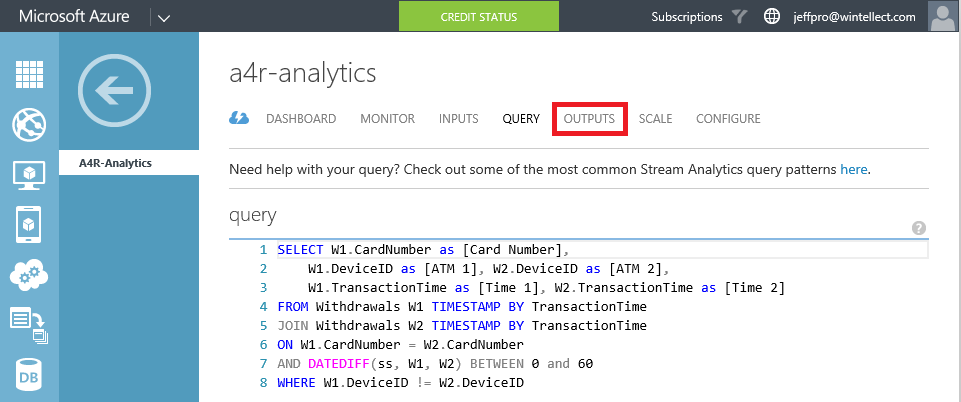 Microsoft Azure
CREDIT STATUS
Subscriptions
jeffpro@wintellect.com
A4R-Analytics
a4r-analytics
DASHBOARD MONITOR INPUTS QUERY OUTPUTS SCALE CONFIGURE
Need help with your query? Check out some of the most common Stream Analytics query patterns here.
query
?
1 SELECT W1.CardNumber as [Card Number],
2 W1.DeviceID as [ATM 1], W2.DeviceID as [ATM 2],
3 W1.TransactionTime as [Time 1], W2.TransactionTime as [Time 2]
4 FROM Withdrawals W1 TIMESTAMP BY TransactionTime
5 JOIN Withdrawals W2 TIMESTAMP BY TransactionTime
6 ON W1.CardNumber = W2.CardNumber
7 AND DATEDIFF(ss, W1, W2) BETWEEN 0 and 60
8 WHERE W1.DeviceID != W2.DeviceID
DB